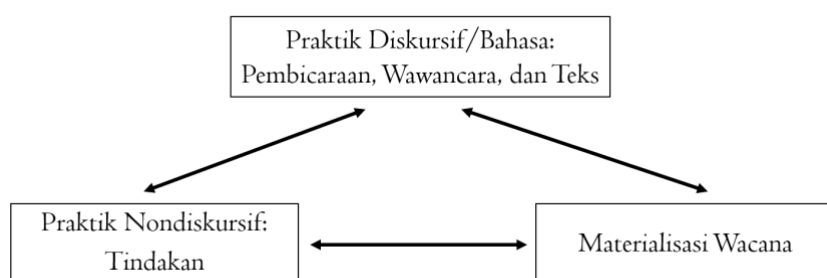 Praktik Diskursif/Bahasa:
Pembicaraan, Wawancara, dan Teks
Praktik Nondiskursif:
Tindakan
Materialisasi Wacana